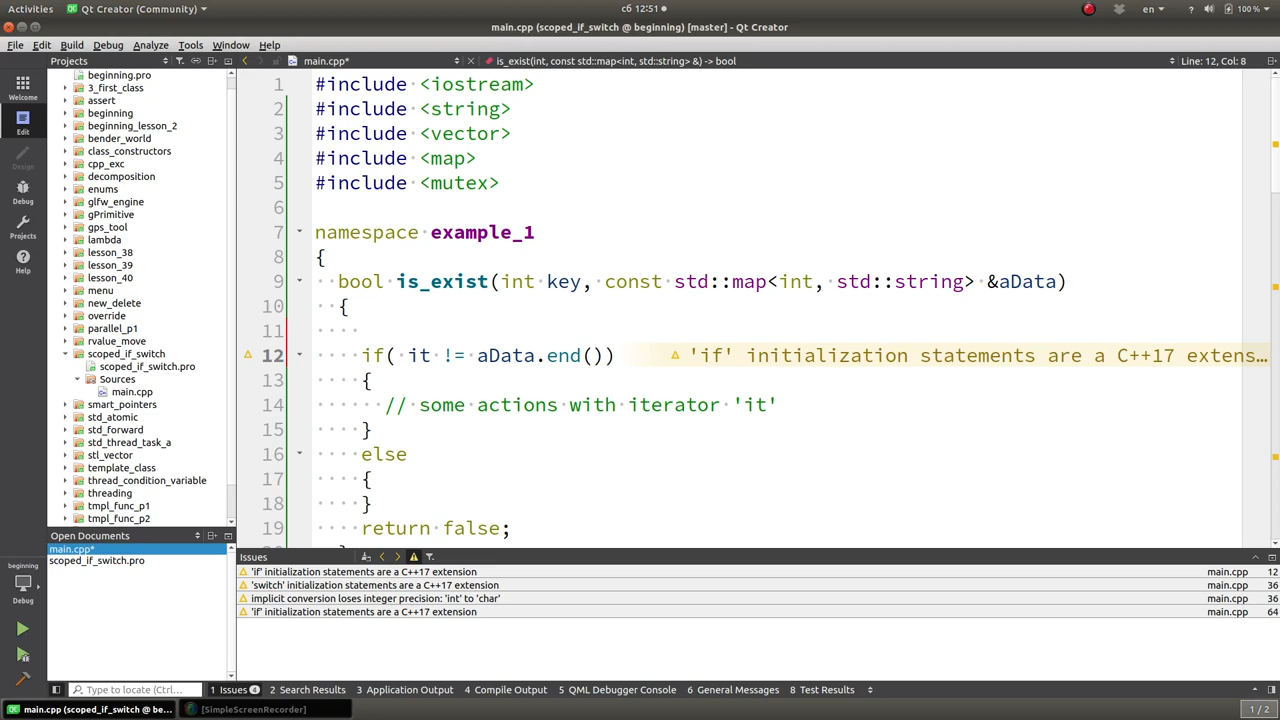 Activities
Qt Creator (Community)
сб 12:51
en
100 %
main.cpp (scoped_if_switch @ beginning) [master] - Qt Creator
File Edit Build Debug Analyze Tools Window Help
Projects
main.cpp*
is_exist(int, const std::map<int, std::string> &) -> bool
Line: 12, Col: 8
Welcome
Edit
Design
Debug
Projects
Help
beginning
Debug
beginning.pro
3_first_class
assert
beginning
beginning_lesson_2
bender_world
class_constructors
cpp_exc
decomposition
enums
glfw_engine
gPrimitive
gps_tool
lambda
lesson_38
lesson_39
lesson_40
menu
new_delete
override
parallel_p1
rvalue_move
scoped_if_switch
scoped_if_switch.pro
Sources
main.cpp
smart_pointers
std_atomic
std_forward
std_thread_task_a
stl_vector
template_class
thread_condition_variable
threading
tmpl_func_p1
tmpl_func_p2
Open Documents
main.cpp*
scoped_if_switch.pro
1 #include <iostream>
2 #include <string>
3 #include <vector>
4 #include <map>
5 #include <mutex>
6
7 namespace example_1
8 {
9 bool is_exist(int key, const std::map<int, std::string> &aData)
10 {
11
12 if( it != aData.end()) 'if' initialization statements are a C++17 extens…
13 {
14 // some actions with iterator 'it'
15 }
16 else
17 {
18 }
19 return false;
Issues
'if' initialization statements are a C++17 extension main.cpp 12
'switch' initialization statements are a C++17 extension main.cpp 36
implicit conversion loses integer precision: 'int' to 'char' main.cpp 36
'if' initialization statements are a C++17 extension main.cpp 64
Type to locate (Ctrl+...
1 Issues 4 2 Search Results 3 Application Output 4 Compile Output 5 QML Debugger Console 6 General Messages 8 Test Results
main.cpp (scoped_if_switch @ be...
[SimpleScreenRecorder]
1 / 2